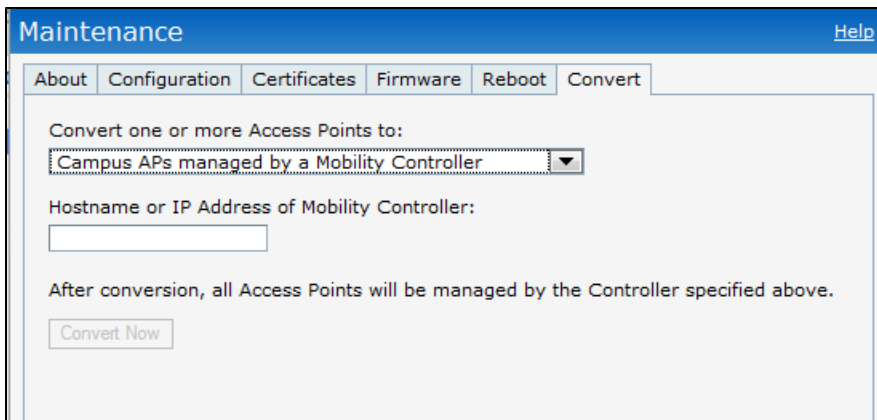 Maintenance
Help
About Configuration Certificates Firmware Reboot Convert
Convert one or more Access Points to:
Campus APs managed by a Mobility Controller
Hostname or IP Address of Mobility Controller:
After conversion, all Access Points will be managed by the Controller specified above.
Convert Now